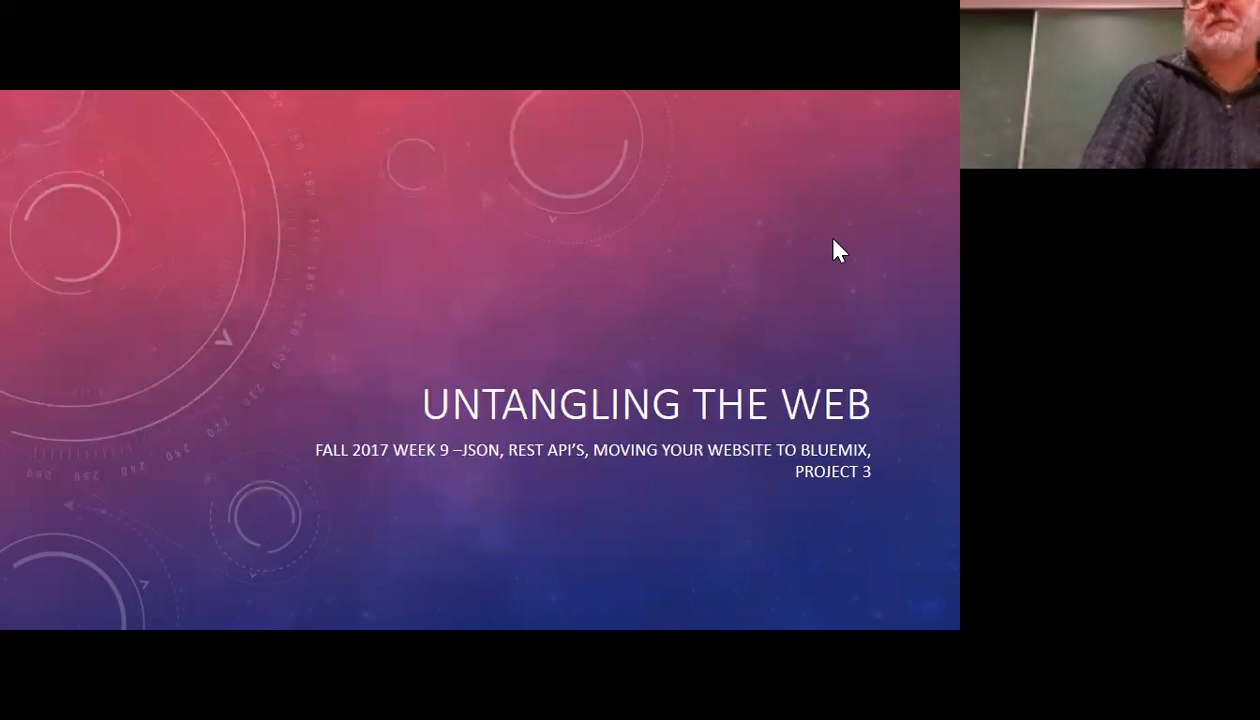 UNTANGLING THE WEB
FALL 2017 WEEK 9 –JSON, REST API'S, MOVING YOUR WEBSITE TO BLUEMIX,
PROJECT 3